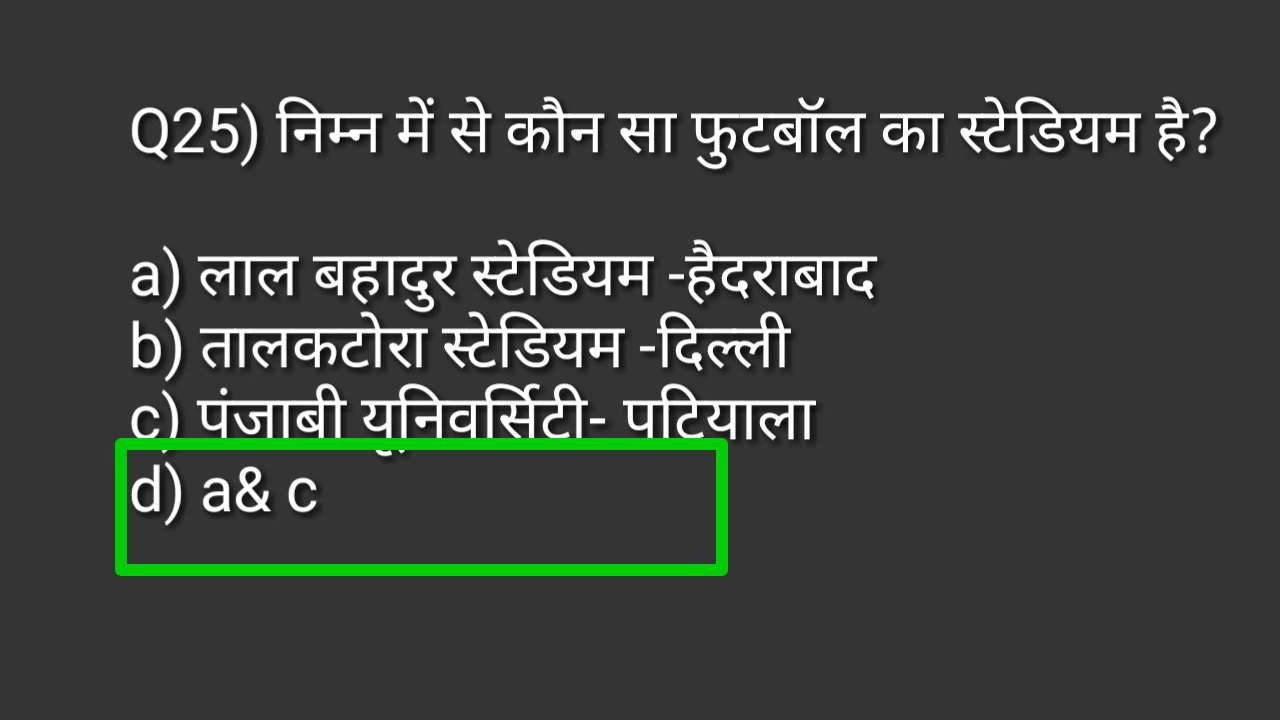 Q25) निम्न में से कौन सा फुटबॉल का स्टेडियम है?
a) लाल बहादुर स्टेडियम -हैदराबाद
b) तालकटोरा स्टेडियम -दिल्ली
c) पंजाबी यूनिवर्सिटी- पटियाला
d) a& c